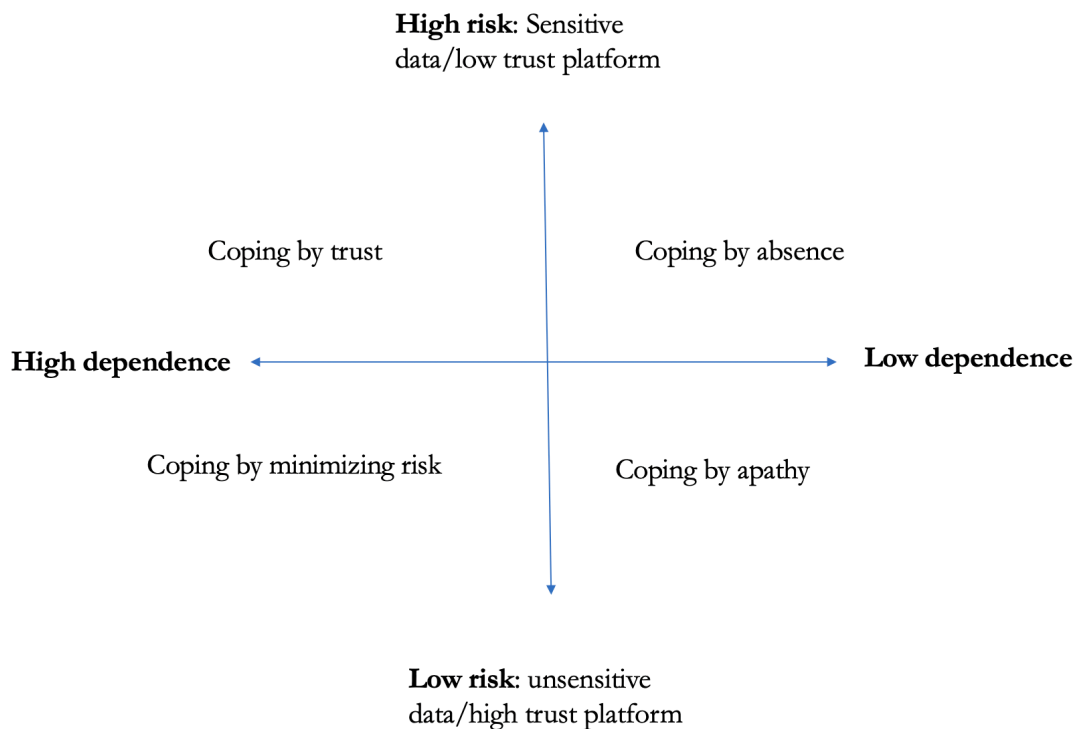 High risk: Sensitive
data/low trust platform
Coping by trust
Coping by absence
High dependence
Low dependence
Coping by minimizing risk
Coping by apathy
Low risk: unsensitive
data/high trust platform